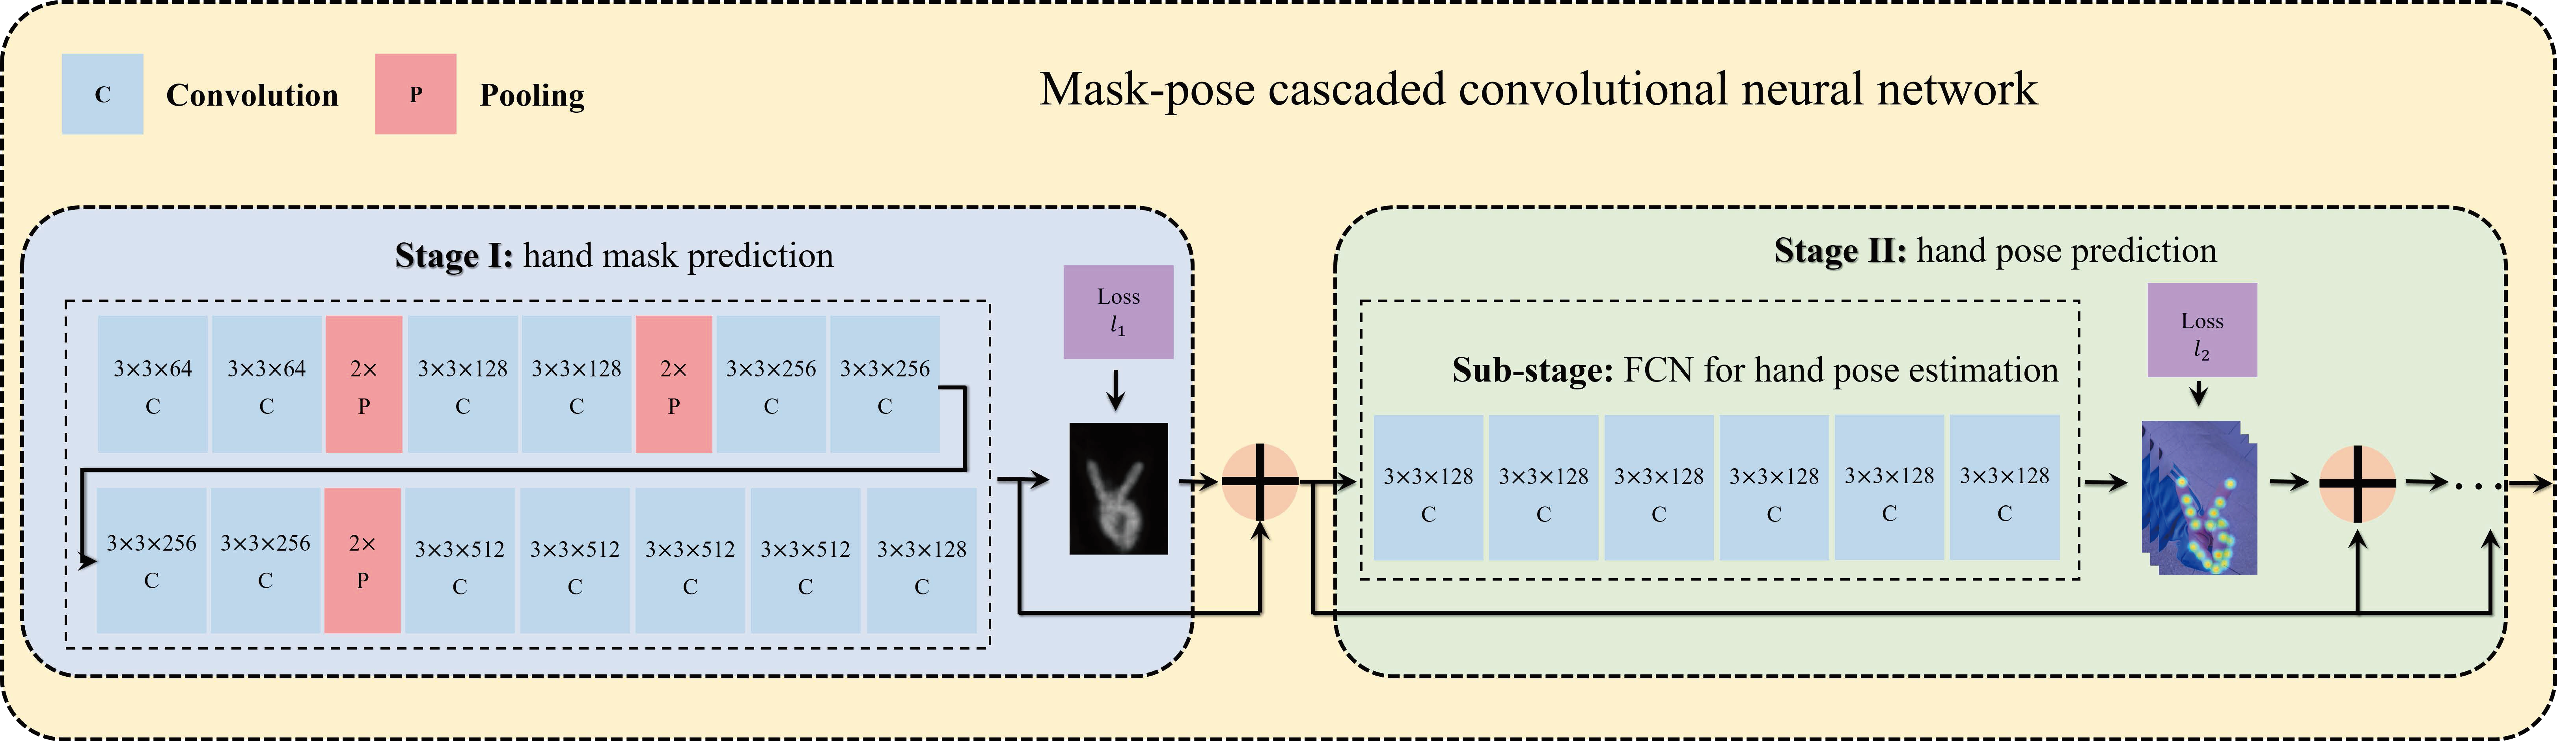 C Convolution P Pooling
Mask-pose cascaded convolutional neural network
Stage I: hand mask prediction
3×3×64 3×3×64 2× 3×3×128 3×3×128 2× 3×3×256 3×3×256
C C P C C P C C
3×3×256 3×3×256 2× 3×3×512 3×3×512 3×3×512 3×3×512 3×3×128
C C P C C C C C
Loss
l₁
Stage II: hand pose prediction
Sub-stage: FCN for hand pose estimation
3×3×128 3×3×128 3×3×128 3×3×128 3×3×128 3×3×128
C C C C C C
Loss
l₂
...